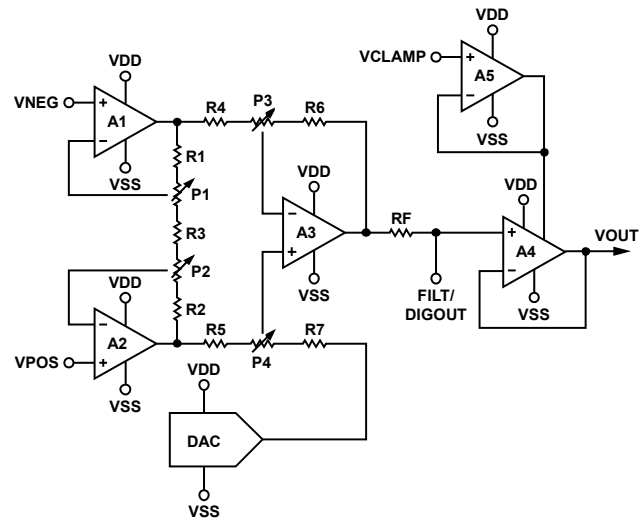 VDD
VCLAMP
+
A5
−
VSS
VDD
VNEG
+
A1
−
VSS
R4
P3
R6
R1
P1
R3
P2
R2
VDD
−
A3
+
VSS
RF
FILT/
DIGOUT
VDD
+
A4
−
VSS
VOUT
VDD
−
A2
+
VPOS
VSS
R5
P4
R7
VDD
DAC
VSS